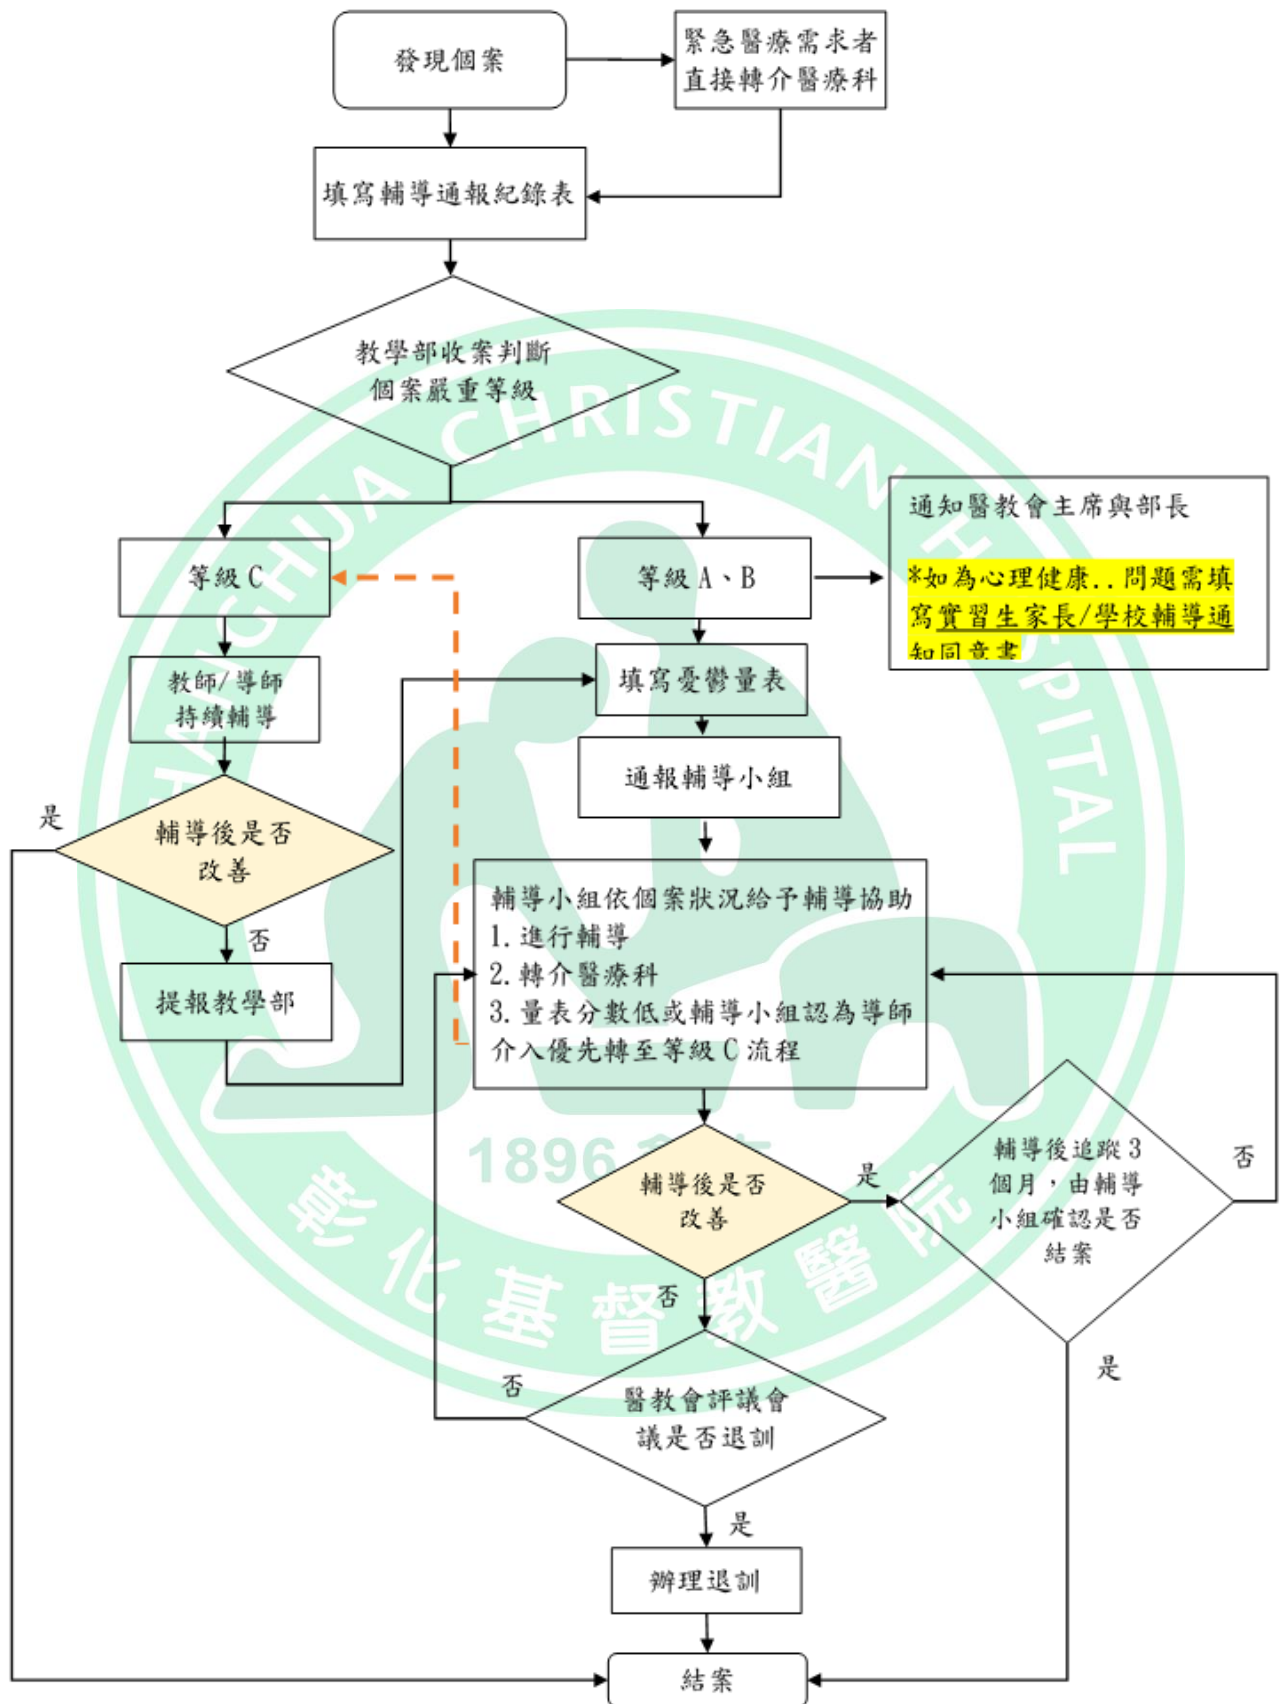 發現個案
緊急醫療需求者
直接轉介醫療科
填寫輔導通報紀錄表
教學部收案判斷
個案嚴重等級
等級 C
等級 A、B
通知醫教會主席與部長
*如為心理健康..問題需填
寫實習生家長/學校輔導通
知同意書
教師/導師
持續輔導
填寫憂鬱量表
通報輔導小組
是
輔導後是否
改善
否
提報教學部
輔導小組依個案狀況給予輔導協助
1.進行輔導
2.轉介醫療科
3.量表分數低或輔導小組認為導師
介入優先轉至等級 C 流程
輔導後是否
改善
是
輔導後追蹤 3
個月，由輔導
小組確認是否
結案
否
否
是
醫教會評議會
議是否退訓
否
是
辦理退訓
結案
CHANGHUA CHRISTIAN HOSPITAL
1896
彰化基督教醫院